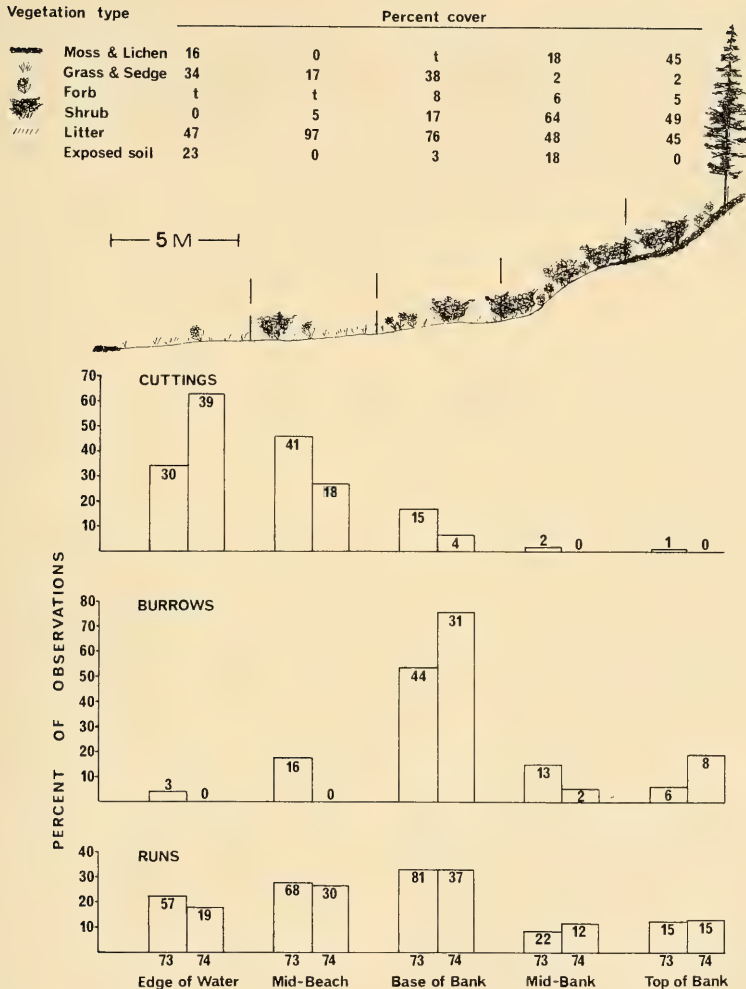 Vegetation type Percent cover
Moss & Lichen 16 0 t 18 45
Grass & Sedge 34 17 38 2 2
Forb t t 8 6 5
Shrub 0 5 17 64 49
Litter 47 97 76 48 45
Exposed soil 23 0 3 18 0
5 M
CUTTINGS
70
60
50
40
30
20
10
30 39 41 18 15 4 2 0 1 0
PERCENT OF OBSERVATIONS
BURROWS
80
70
60
50
40
30
20
10
3 0 16 0 44 31 13 2 6 8
RUNS
40
30
20
10
57 19 68 30 81 37 22 12 15 15
73 74 73 74 73 74 73 74 73 74
Edge of Water Mid-Beach Base of Bank Mid-Bank Top of Bank